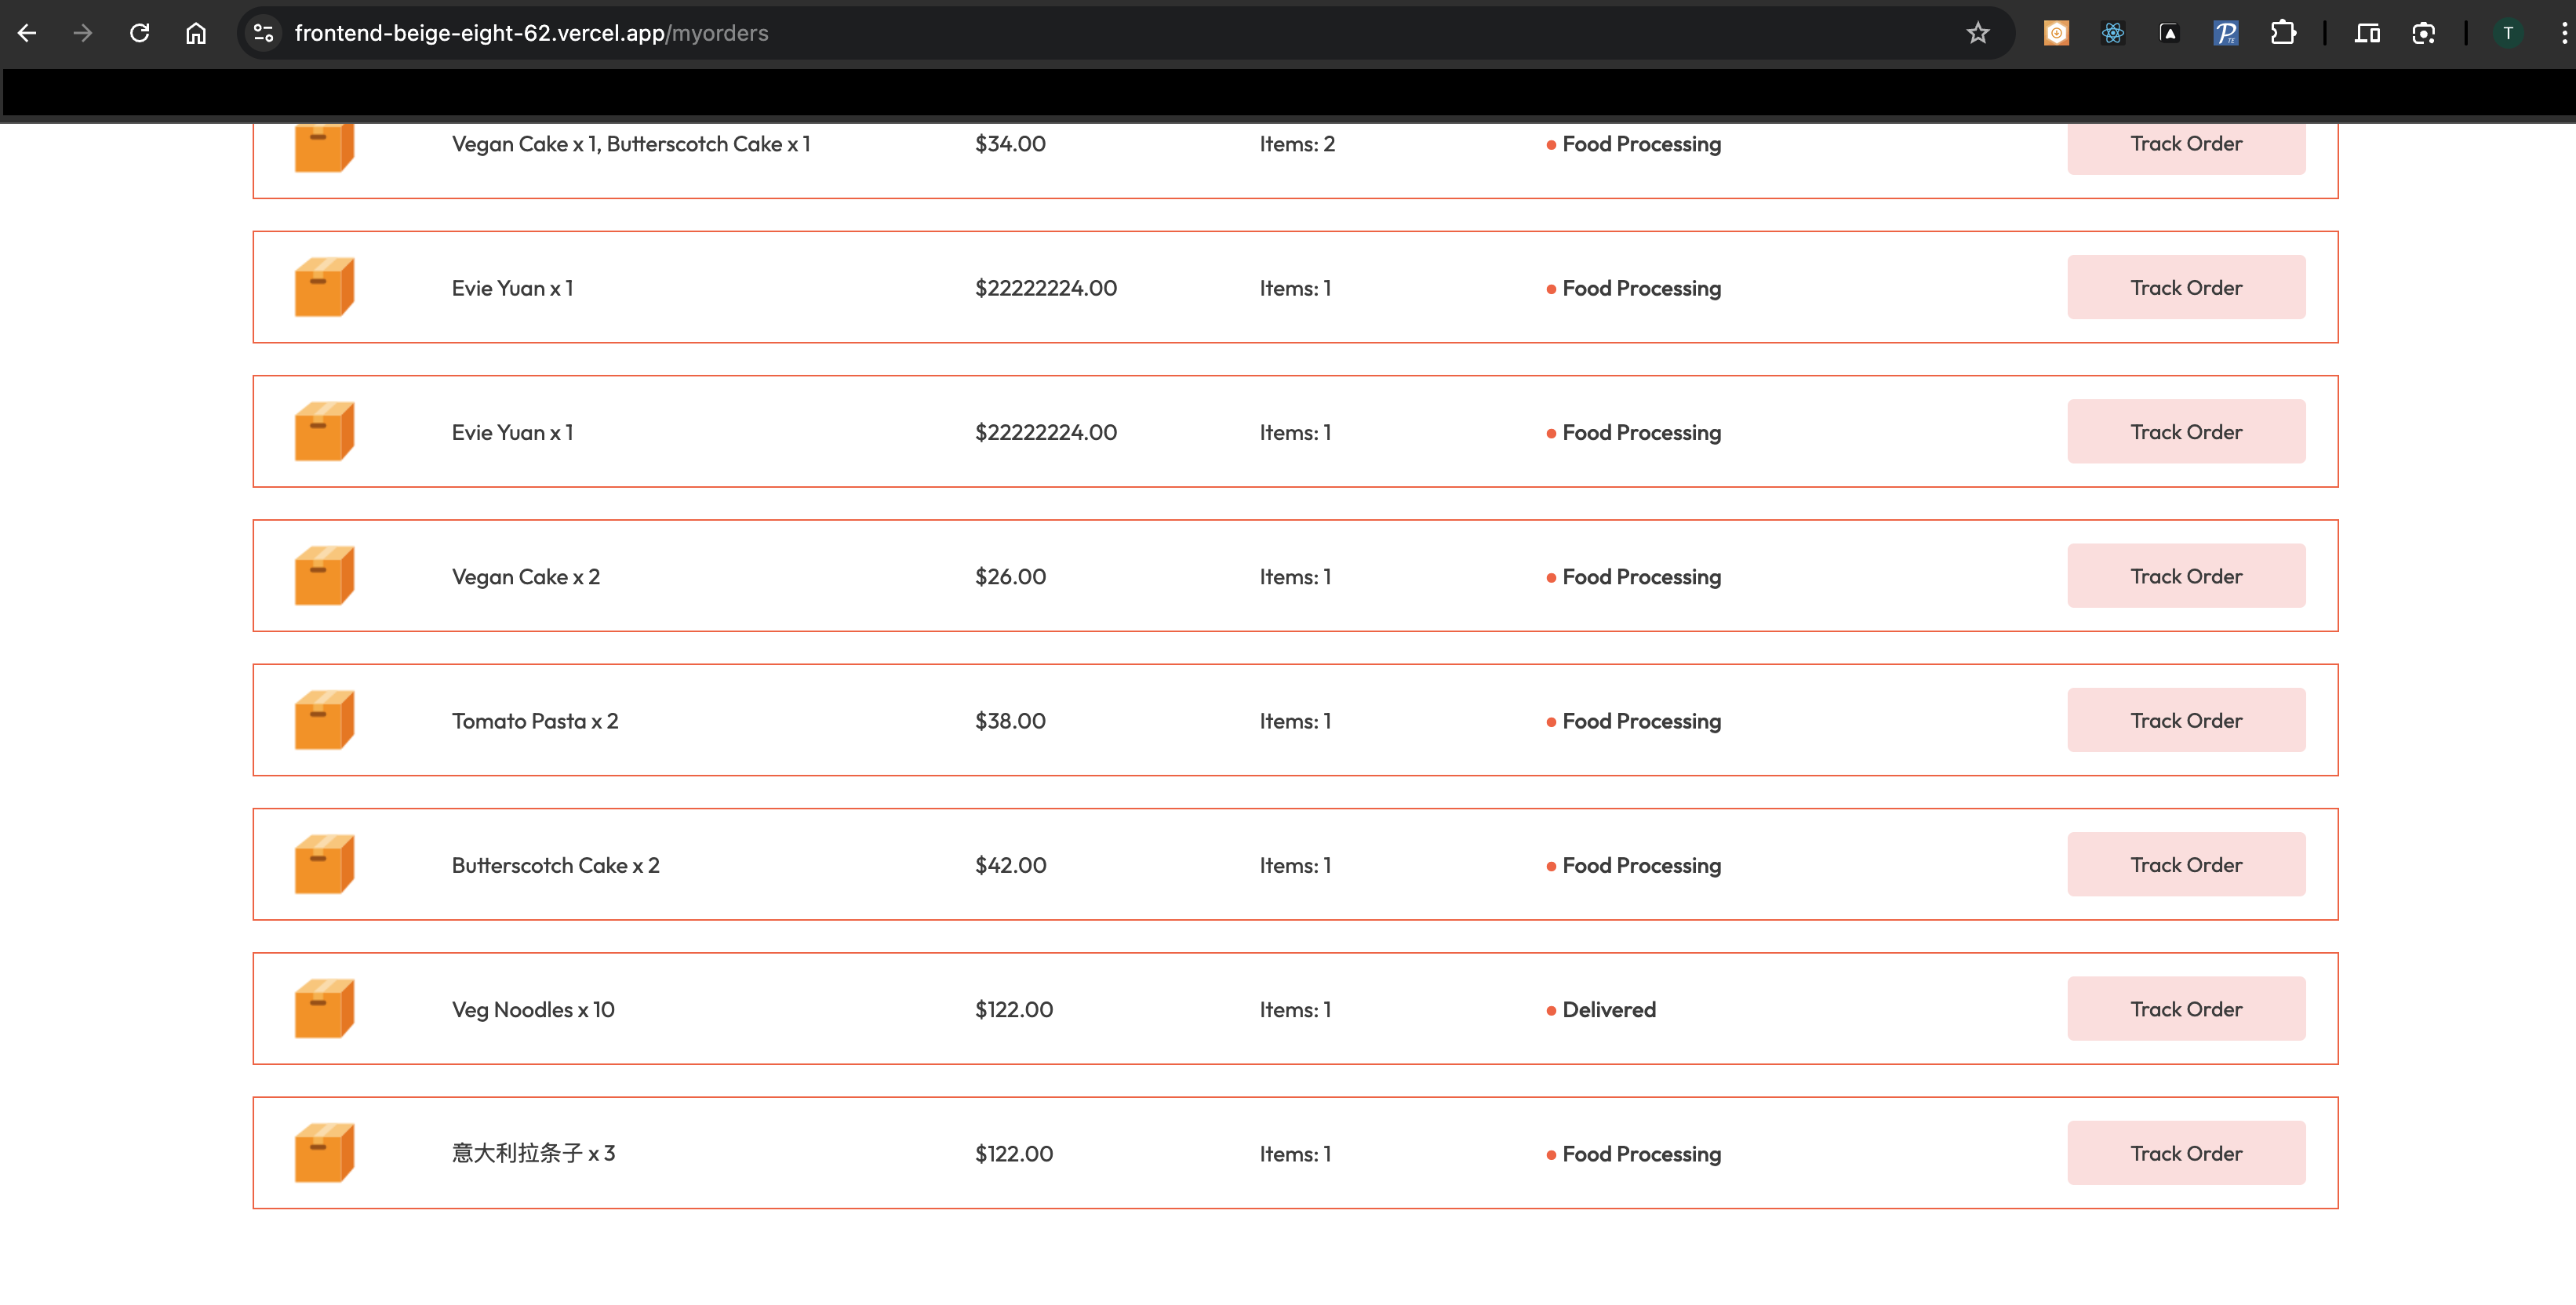 frontend-beige-eight-62.vercel.app/myorders
T
Vegan Cake x 1, Butterscotch Cake x 1 $34.00 Items: 2 Food Processing Track Order
Evie Yuan x 1 $22222224.00 Items: 1 Food Processing Track Order
Evie Yuan x 1 $22222224.00 Items: 1 Food Processing Track Order
Vegan Cake x 2 $26.00 Items: 1 Food Processing Track Order
Tomato Pasta x 2 $38.00 Items: 1 Food Processing Track Order
Butterscotch Cake x 2 $42.00 Items: 1 Food Processing Track Order
Veg Noodles x 10 $122.00 Items: 1 Delivered Track Order
意大利拉条子 x 3 $122.00 Items: 1 Food Processing Track Order